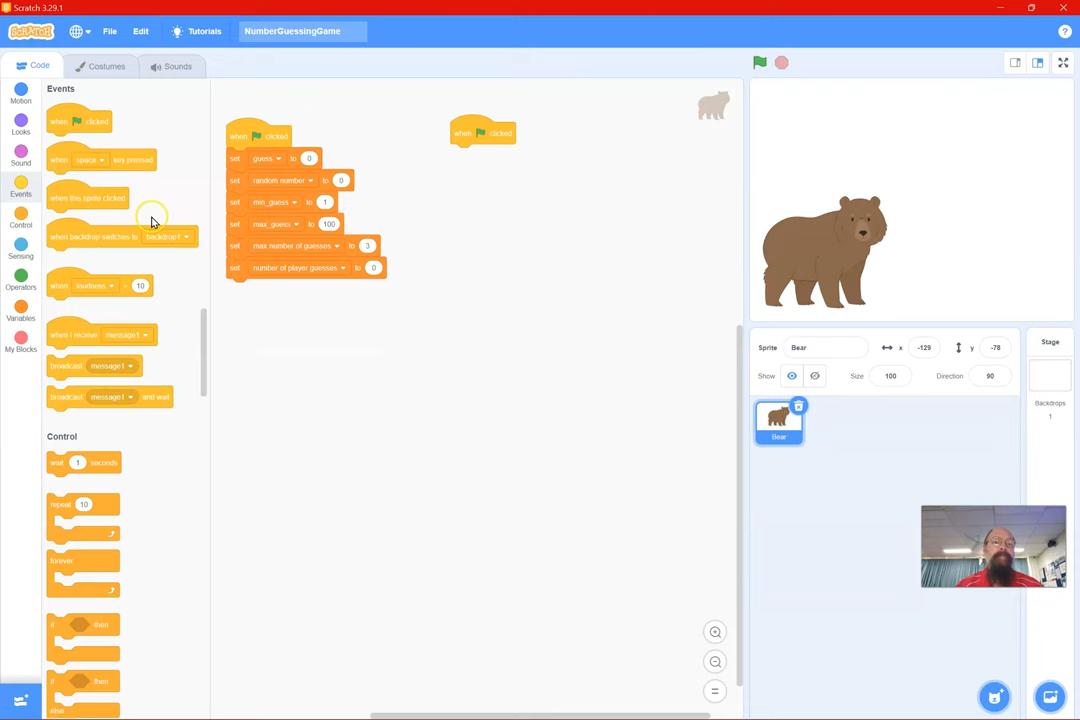 Scratch 3.29.1
SCRATCH File Edit Tutorials NumberGuessingGame ?
Code Costumes Sounds
Motion
Looks
Sound
Events
Control
Sensing
Operators
Variables
My Blocks
Events
when clicked
when space key pressed
when this sprite clicked
when backdrop switches to backdrop1
when loudness > 10
when I receive message1
broadcast message1
broadcast message1 and wait
Control
wait 1 seconds
repeat 10
forever
if then
if then
else
when clicked
set guess to 0
set random number to 0
set min_guess to 1
set max_guess to 100
set max number of guesses to 3
set number of player guesses to 0
when clicked
Sprite Bear x -129 y -78
Show Size 100 Direction 90
Bear
Stage
Backdrops
1